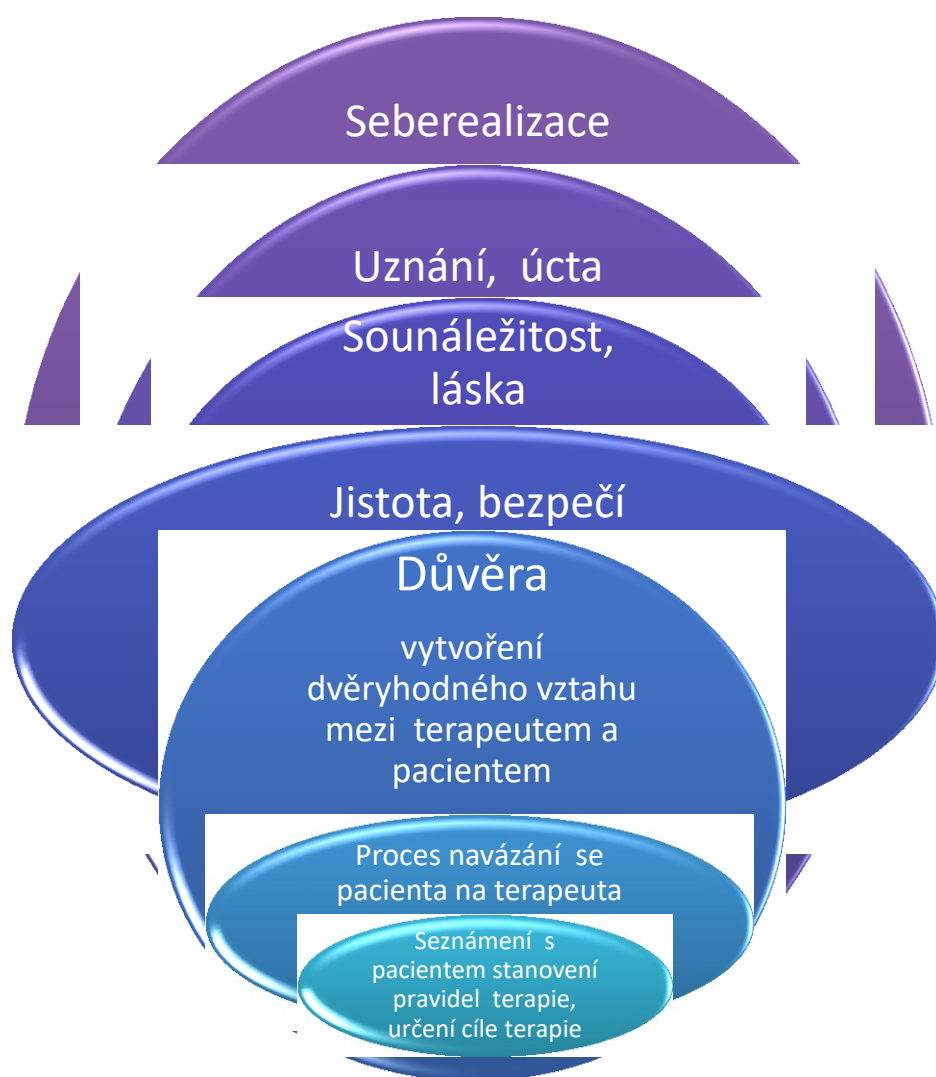 Seberealizace
Uznání, úcta
Sounáležitost,
láska
Jistota, bezpečí
Důvěra
vytvoření
dvěryhodného vztahu
mezi terapeutem a
pacientem
Proces navázání se
pacienta na terapeuta
Seznámení s
pacientem stanovení
pravidel terapie,
určení cíle terapie